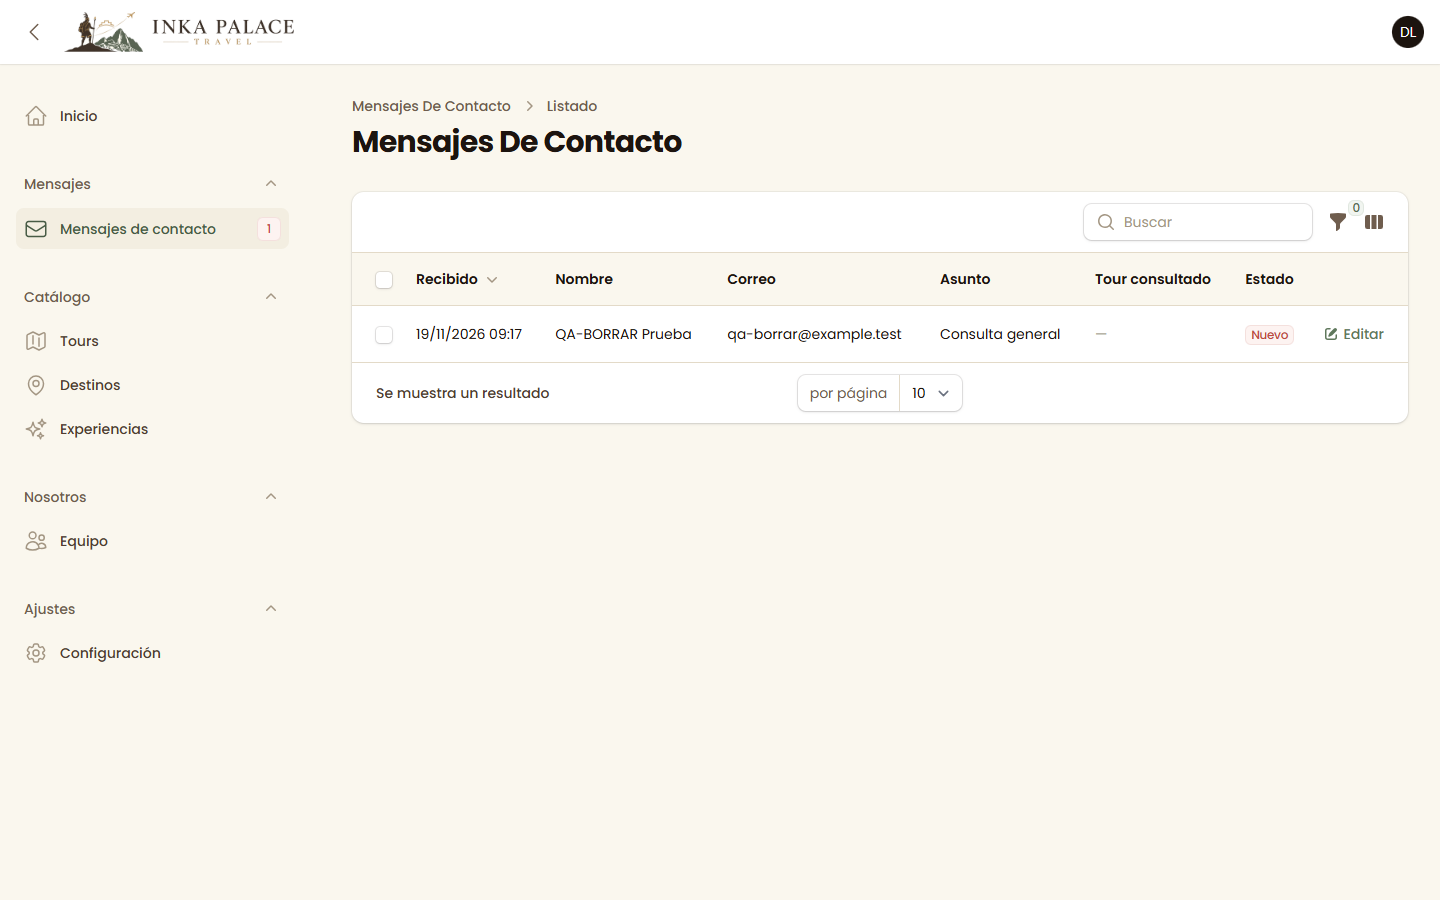 INKA PALACE
TRAVEL
DL
Inicio
Mensajes
Mensajes de contacto 1
Catálogo
Tours
Destinos
Experiencias
Nosotros
Equipo
Ajustes
Configuración
Mensajes De Contacto > Listado
Mensajes De Contacto
Buscar 0
Recibido Nombre Correo Asunto Tour consultado Estado
19/11/2026 09:17 QA-BORRAR Prueba qa-borrar@example.test Consulta general — Nuevo Editar
Se muestra un resultado por página 10